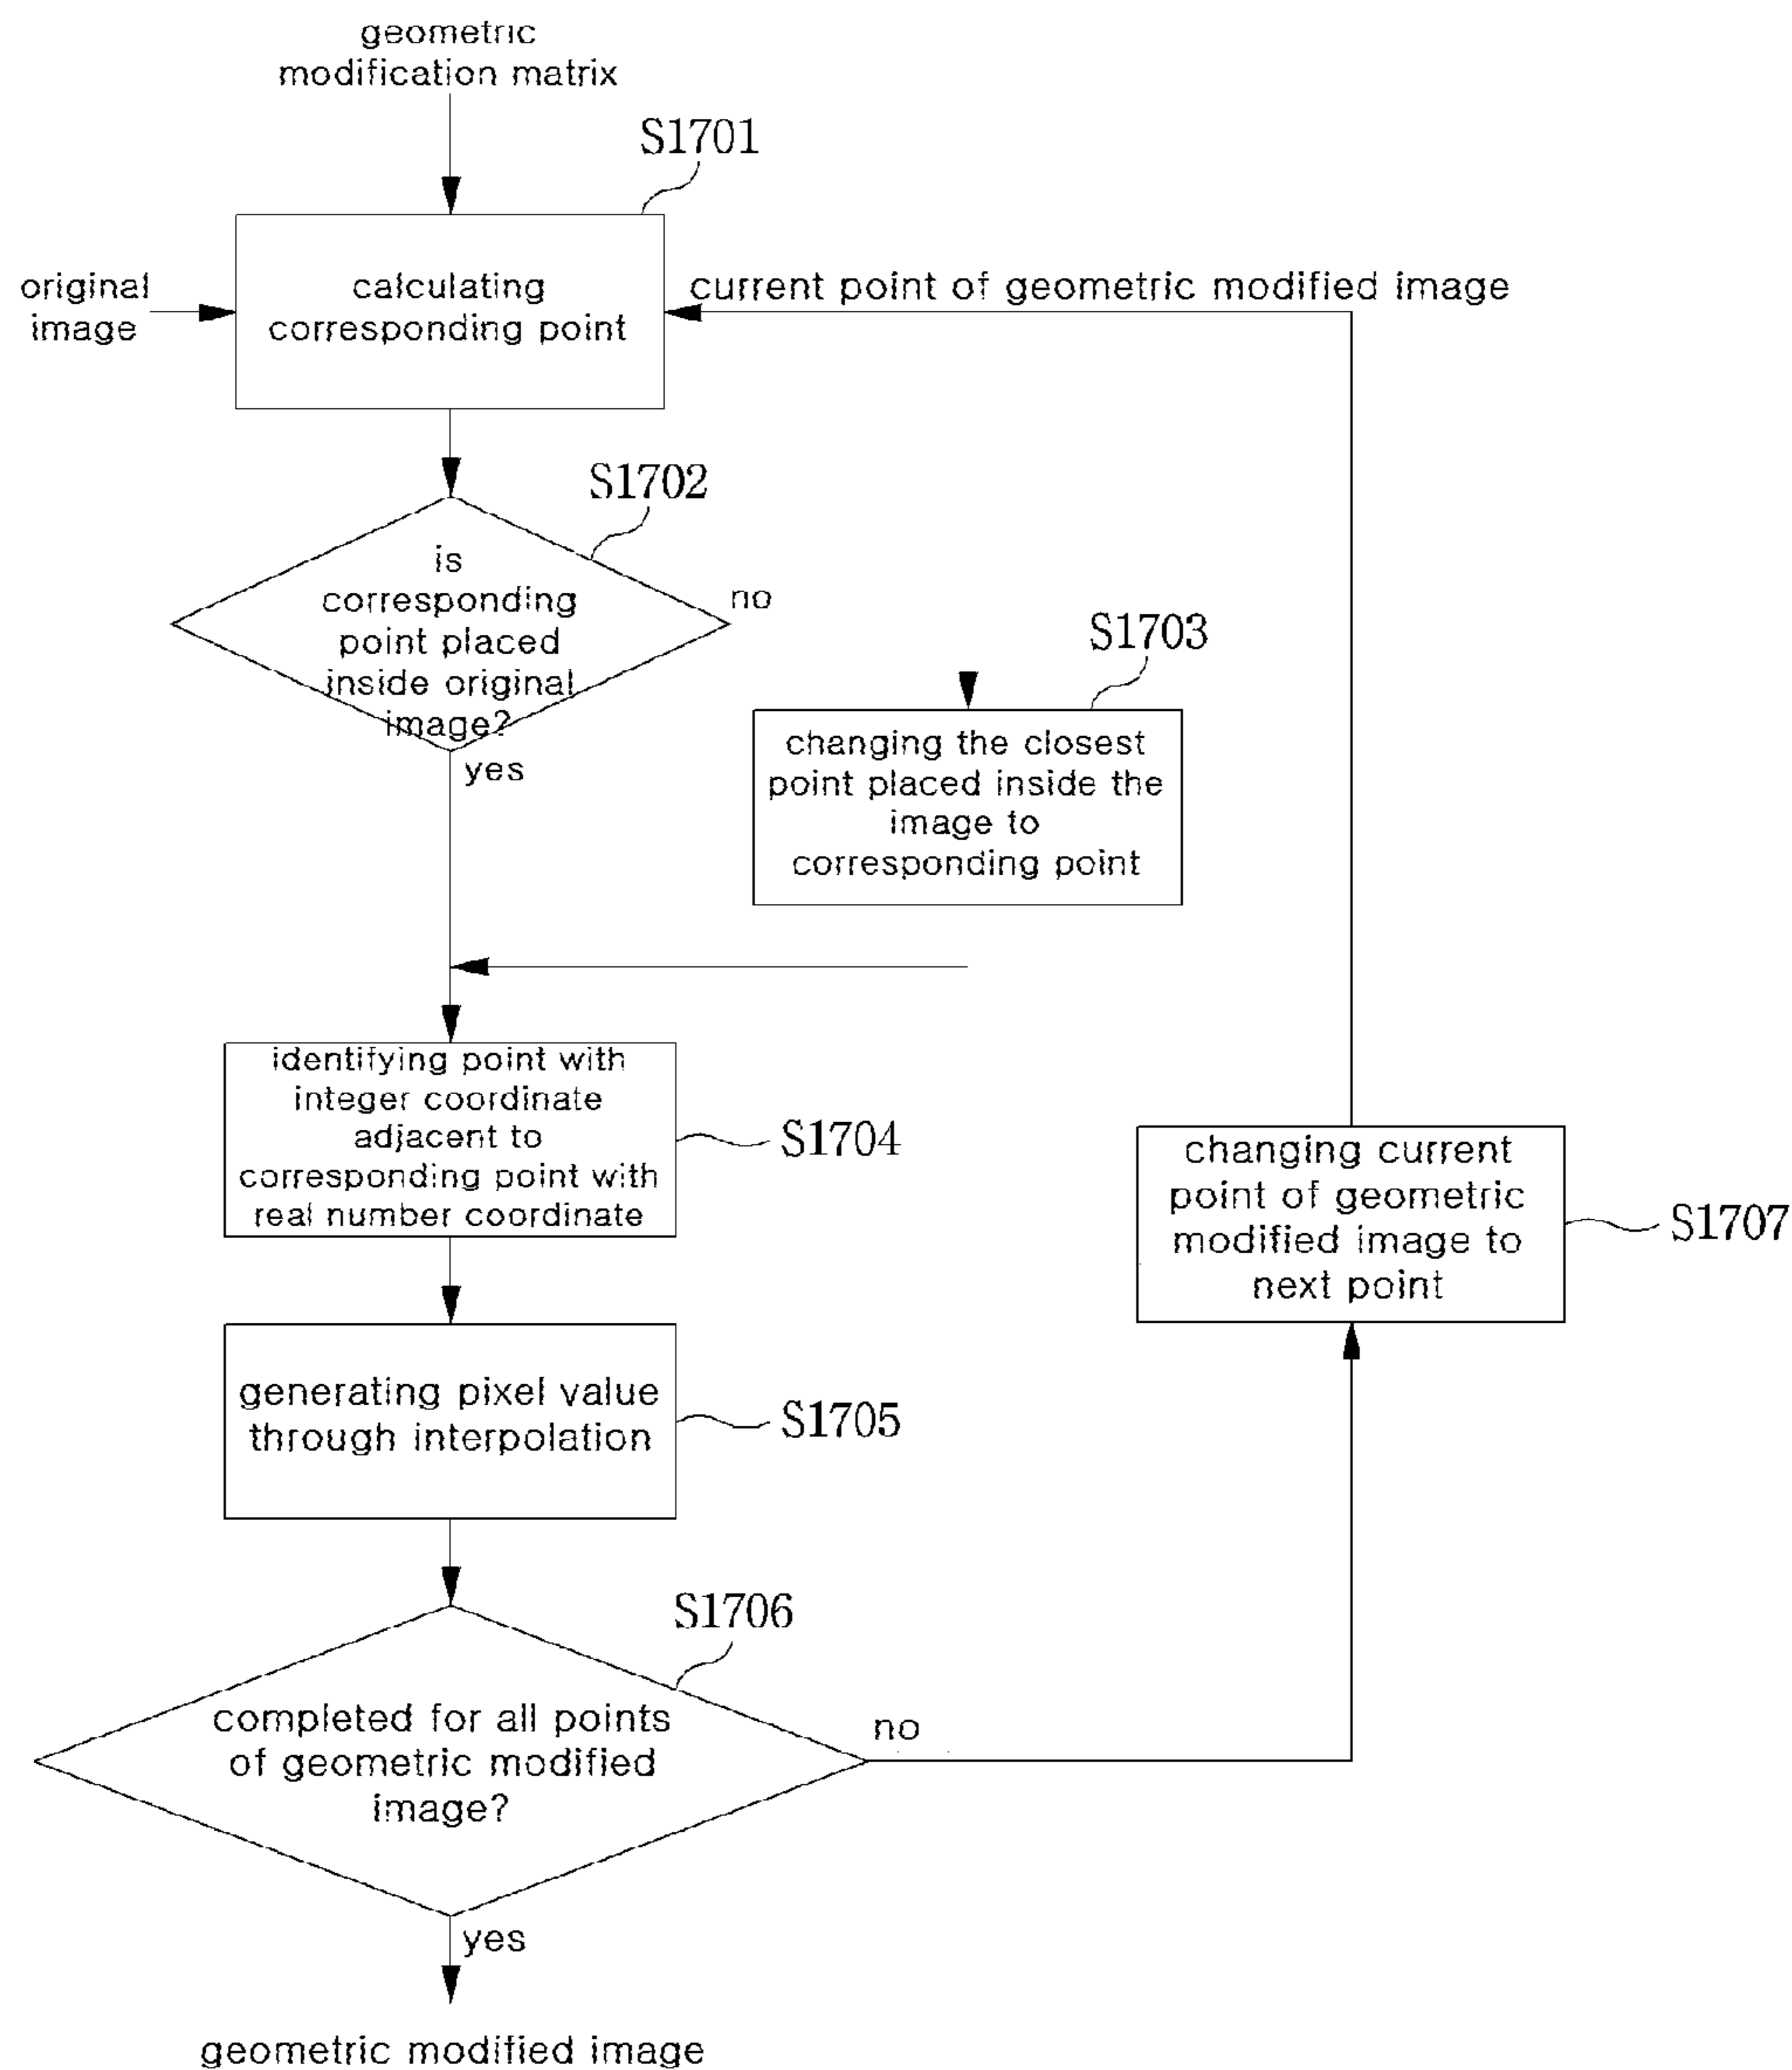 geometric
modification matrix
S1701
original
image
calculating
corresponding point
current point of geometric modified image
S1702
is
corresponding
point placed
inside original
image?
no
yes
S1703
changing the closest
point placed inside the
image to
corresponding point
identifying point with
integer coordinate
adjacent to
corresponding point with
real number coordinate
S1704
changing current
point of geometric
modified image to
next point
S1707
generating pixel value
through interpolation
S1705
S1706
completed for all points
of geometric modified
image?
no
yes
geometric modified image